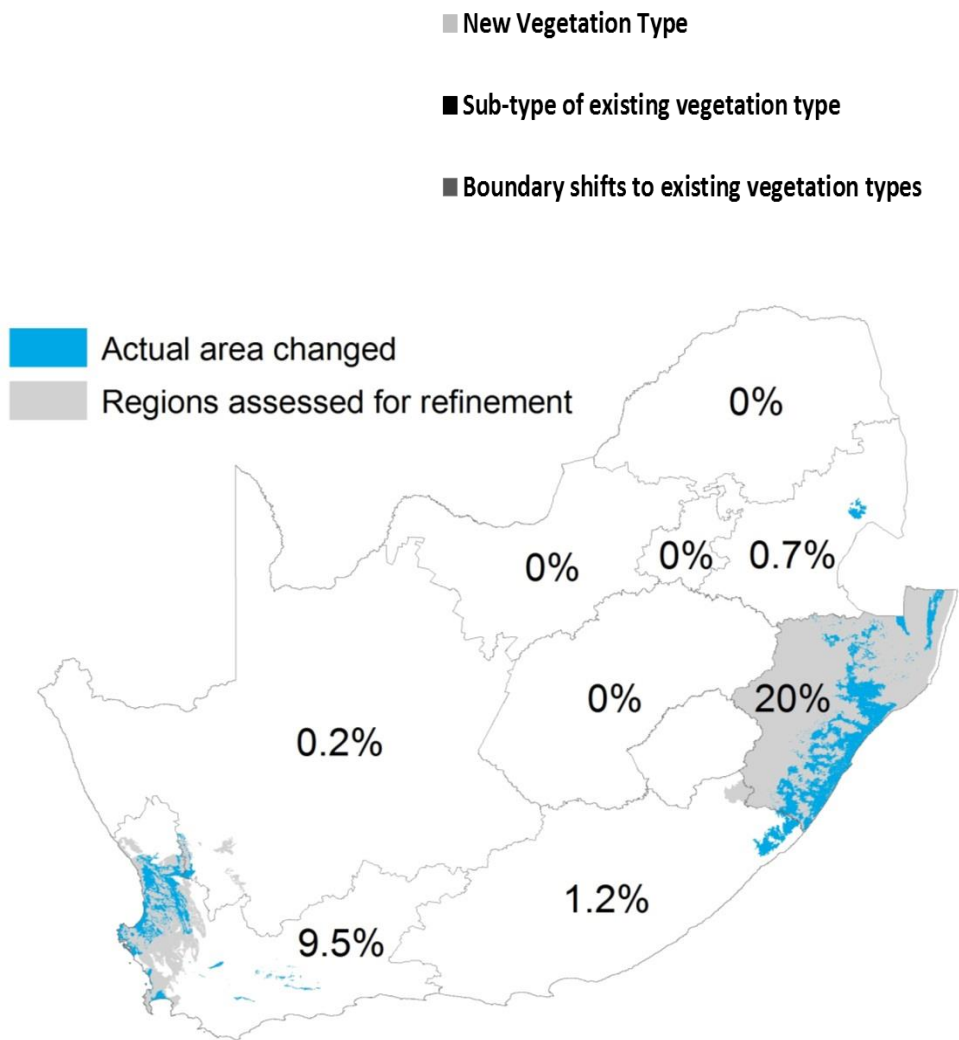 New Vegetation Type
Sub-type of existing vegetation type
Boundary shifts to existing vegetation types
Actual area changed
Regions assessed for refinement
0%
0%
0%
0.7%
0%
20%
0.2%
1.2%
9.5%